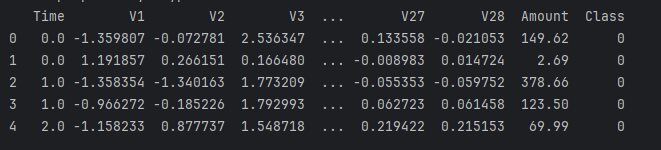 Time V1 V2 V3 ... V27 V28 Amount Class
0 0.0 -1.359807 -0.072781 2.536347 ... 0.133558 -0.021053 149.62 0
1 0.0 1.191857 0.266151 0.166480 ... -0.008983 0.014724 2.69 0
2 1.0 -1.358354 -1.340163 1.773209 ... -0.055353 -0.059752 378.66 0
3 1.0 -0.966272 -0.185226 1.792993 ... 0.062723 0.061458 123.50 0
4 2.0 -1.158233 0.877737 1.548718 ... 0.219422 0.215153 69.99 0